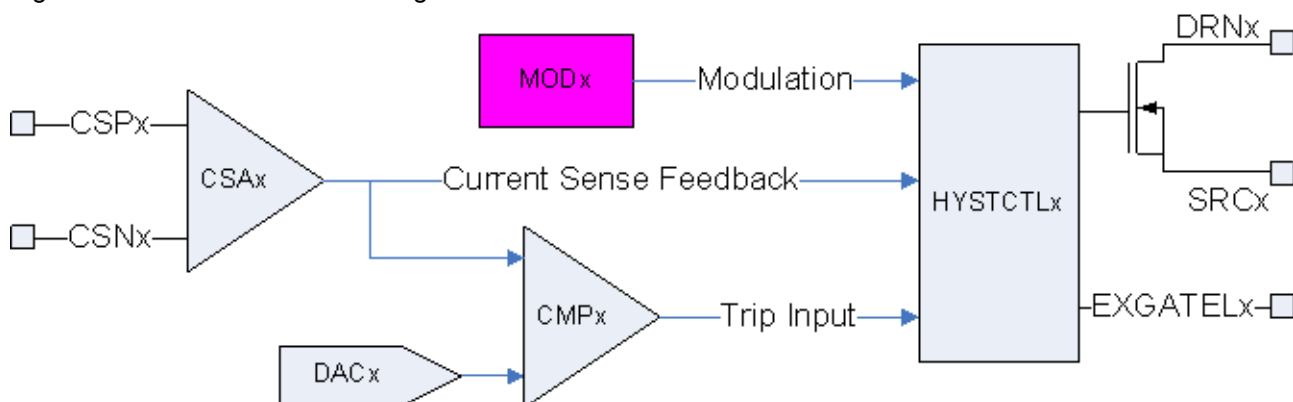 DRNx
MODx
Modulation
CSPx
CSAx
Current Sense Feedback
HYSTCTLx
SRCx
CSNx
CMPx
Trip Input
EXGATELx
DACx